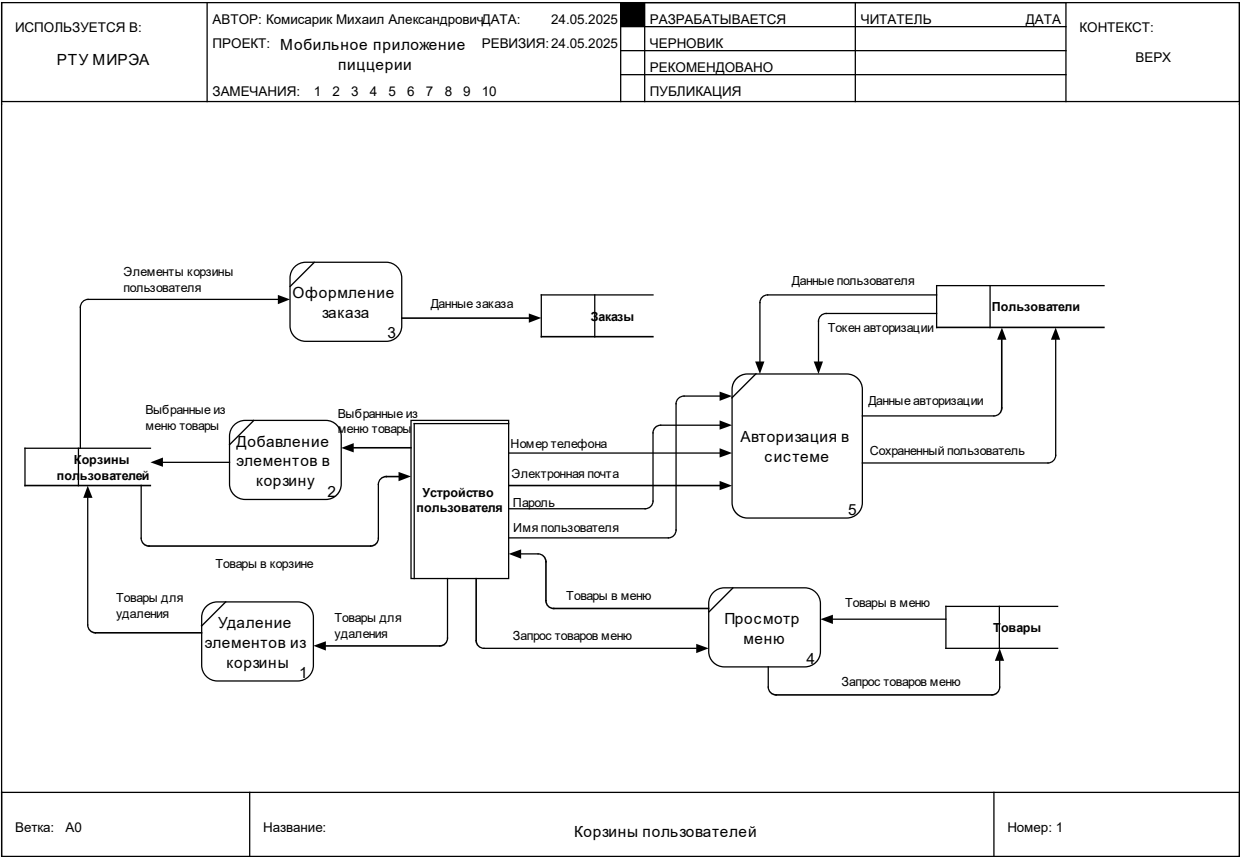 ИСПОЛЬЗУЕТСЯ В:
РТУ МИРЭА
АВТОР: Комисарик Михаил Александрович
ДАТА: 24.05.2025
ПРОЕКТ: Мобильное приложение
пиццерии
РЕВИЗИЯ: 24.05.2025
ЗАМЕЧАНИЯ: 1 2 3 4 5 6 7 8 9 10
РАЗРАБАТЫВАЕТСЯ
ЧЕРНОВИК
РЕКОМЕНДОВАНО
ПУБЛИКАЦИЯ
ЧИТАТЕЛЬ
ДАТА
КОНТЕКСТ:
ВЕРХ
Элементы корзины
пользователя
Оформление
заказа
3
Данные заказа
Заказы
Данные пользователя
Пользователи
Токен авторизации
Выбранные из
меню товары
Добавление
элементов в
корзину
2
Выбранные из
меню товары
Корзины
пользователей
Устройство
пользователя
Номер телефона
Электронная почта
Пароль
Имя пользователя
Авторизация в
системе
5
Данные авторизации
Сохраненный пользователь
Товары в корзине
Товары для
удаления
Удаление
элементов из
корзины
1
Товары для
удаления
Товары в меню
Запрос товаров меню
Просмотр
меню
4
Товары в меню
Товары
Запрос товаров меню
Ветка: A0
Название:
Корзины пользователей
Номер: 1